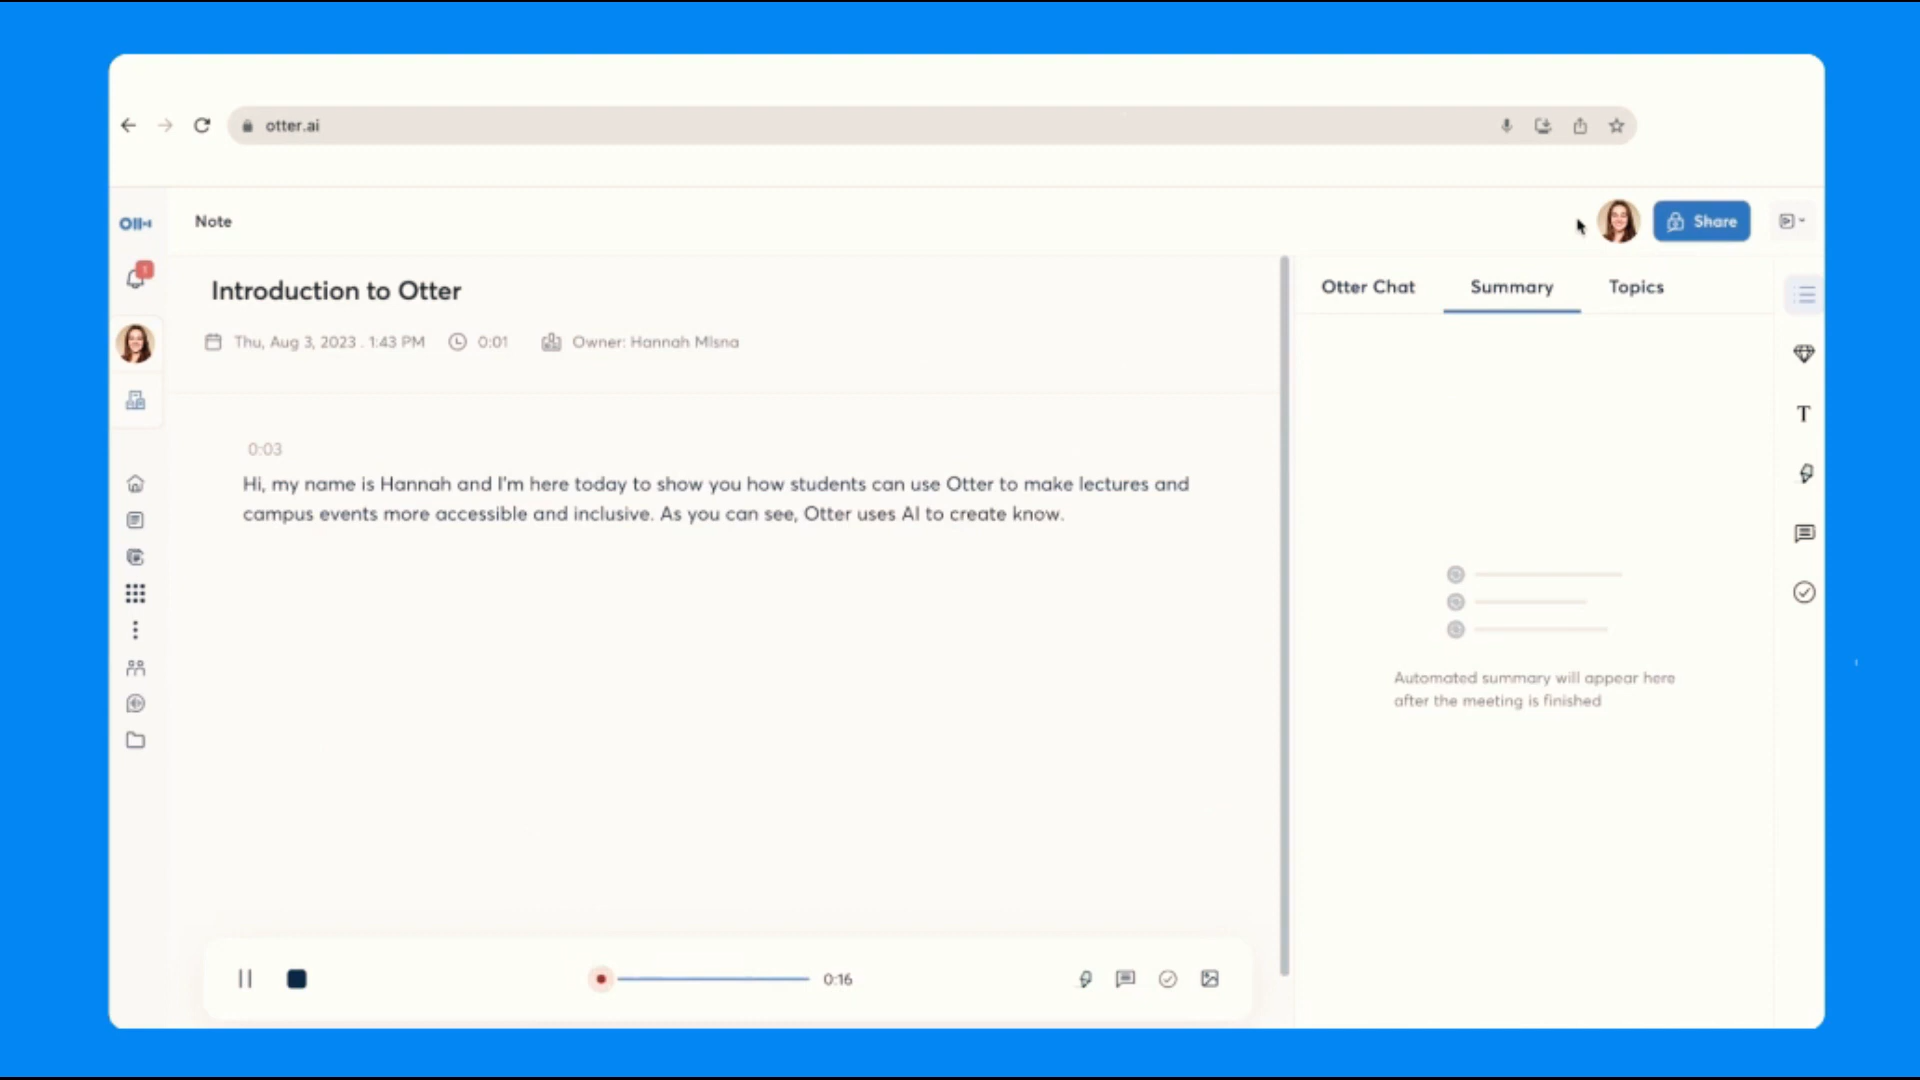 otter.ai
Note
Share
Introduction to Otter
Thu, Aug 3, 2023 . 1:43 PM 0:01 Owner: Hannah MIsna
Otter Chat Summary Topics
0:03
Hi, my name is Hannah and I'm here today to show you how students can use Otter to make lectures and
campus events more accessible and inclusive. As you can see, Otter uses AI to create know.
T
Automated summary will appear here
after the meeting is finished
0:16